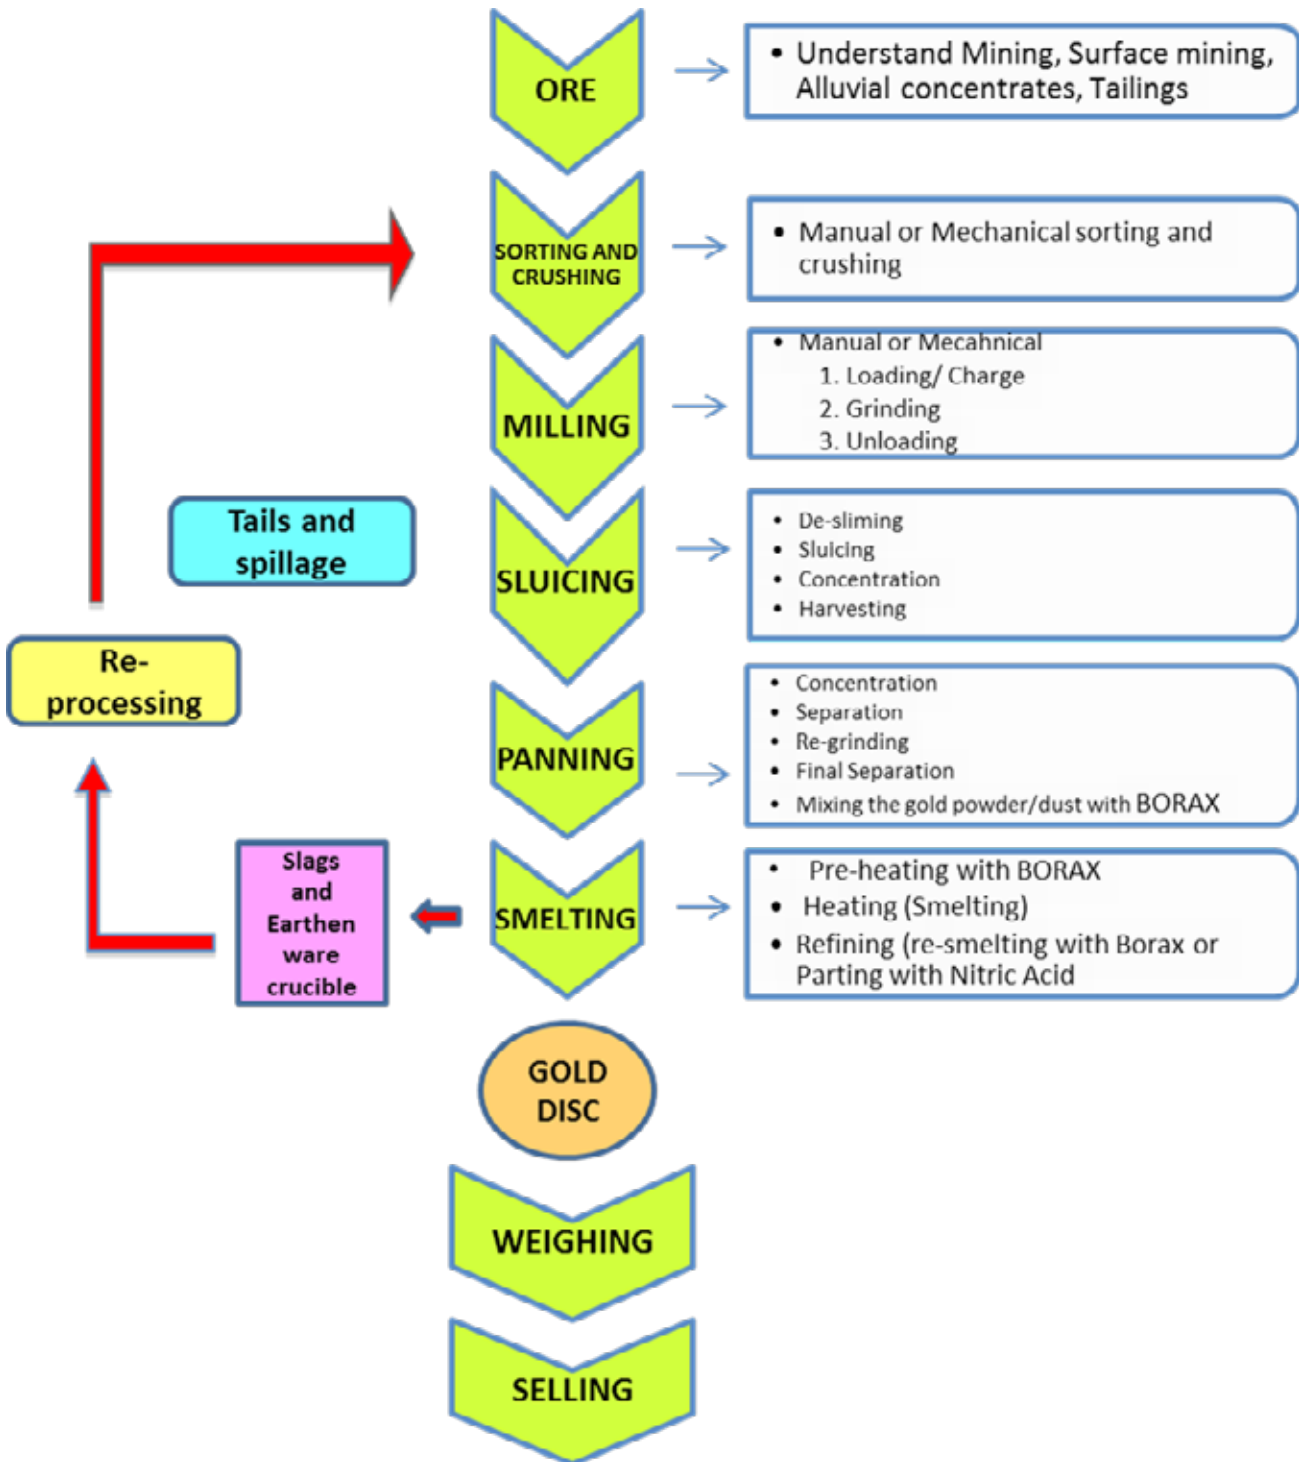 ORE
• Understand Mining, Surface mining,
Alluvial concentrates, Tailings
SORTING AND
CRUSHING
• Manual or Mechanical sorting and
crushing
MILLING
• Manual or Mecahnical
1. Loading/ Charge
2. Grinding
3. Unloading
Tails and
spillage
SLUICING
• De-sliming
• Sluicing
• Concentration
• Harvesting
Re-
processing
PANNING
• Concentration
• Separation
• Re-grinding
• Final Separation
• Mixing the gold powder/dust with BORAX
Slags
and
Earthen
ware
crucible
SMELTING
• Pre-heating with BORAX
• Heating (Smelting)
• Refining (re-smelting with Borax or
Parting with Nitric Acid
GOLD
DISC
WEIGHING
SELLING